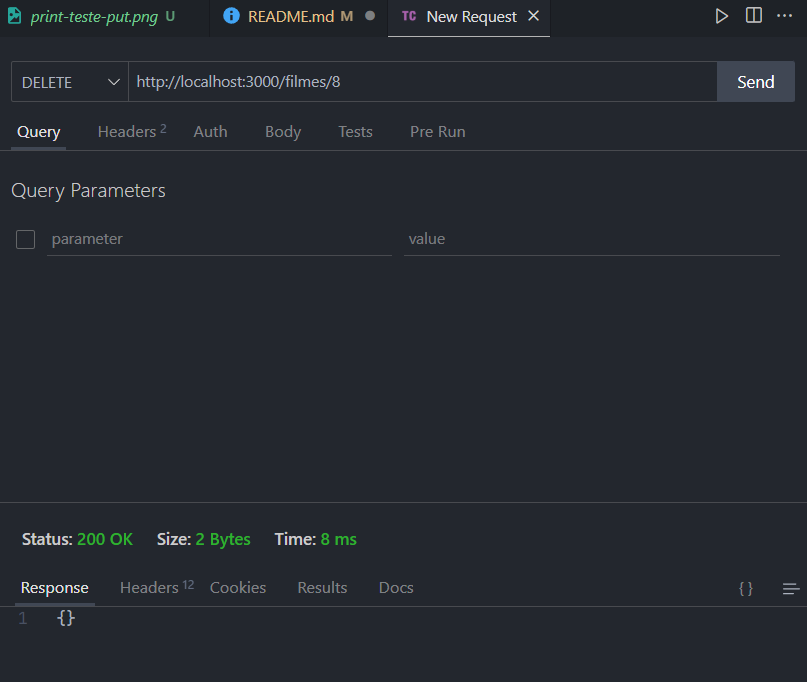 print-teste-put.png U README.md M TC New Request
DELETE http://localhost:3000/filmes/8 Send
Query Headers 2 Auth Body Tests Pre Run
Query Parameters
parameter value
Status: 200 OK Size: 2 Bytes Time: 8 ms
Response Headers 12 Cookies Results Docs { }
1 {}